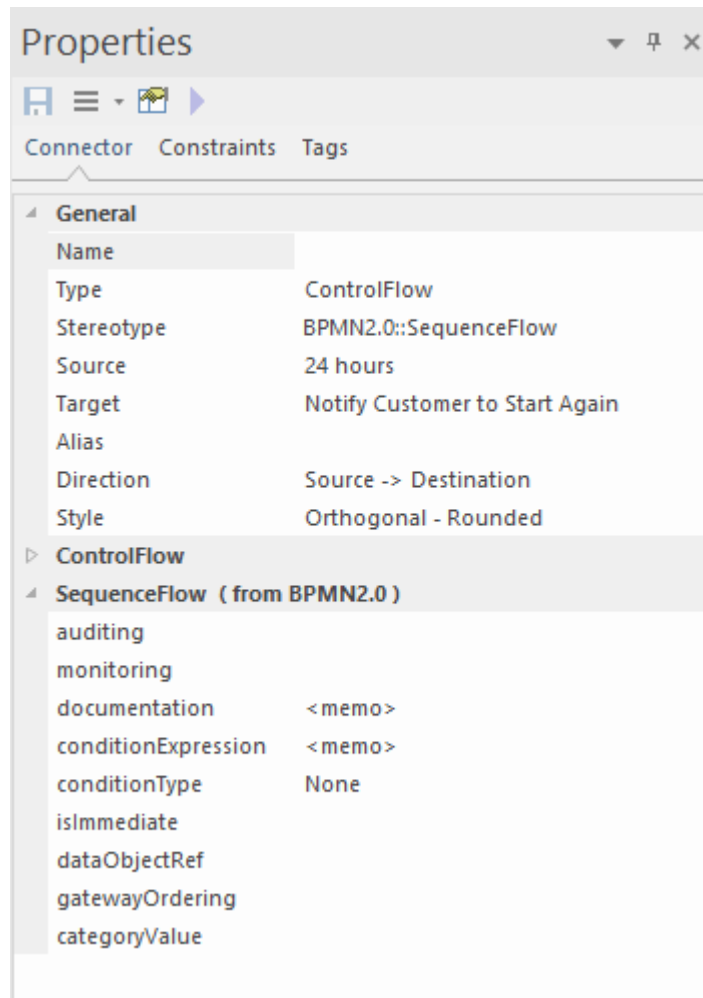 Properties
Connector Constraints Tags
General
Name
Type ControlFlow
Stereotype BPMN2.0::SequenceFlow
Source 24 hours
Target Notify Customer to Start Again
Alias
Direction Source -> Destination
Style Orthogonal - Rounded
ControlFlow
SequenceFlow ( from BPMN2.0 )
auditing
monitoring
documentation <memo>
conditionExpression <memo>
conditionType None
isImmediate
dataObjectRef
gatewayOrdering
categoryValue